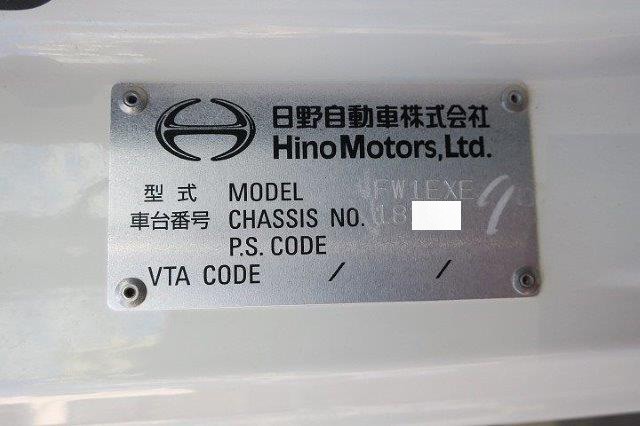 日野自動車株式会社
Hino Motors, Ltd.
型式 MODEL FW1EXE
車台番号 CHASSIS NO. 18
P.S. CODE
VTA CODE / /